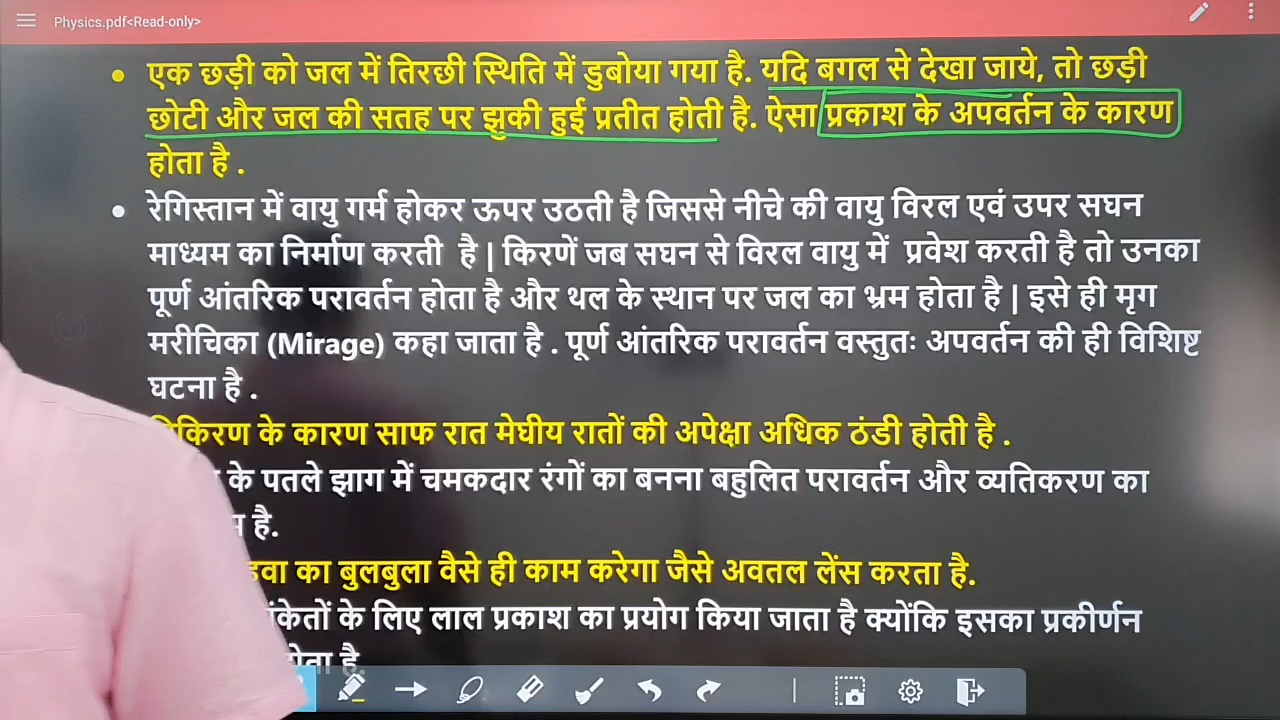 Physics.pdf<Read-only>
एक छड़ी को जल में तिरछी स्थिति में डुबोया गया है. यदि बगल से देखा जाये, तो छड़ी
छोटी और जल की सतह पर झुकी हुई प्रतीत होती है. ऐसा प्रकाश के अपवर्तन के कारण
होता है .
रेगिस्तान में वायु गर्म होकर ऊपर उठती है जिससे नीचे की वायु विरल एवं उपर सघन
माध्यम का निर्माण करती है | किरणें जब सघन से विरल वायु में प्रवेश करती है तो उनका
पूर्ण आंतरिक परावर्तन होता है और थल के स्थान पर जल का भ्रम होता है | इसे ही मृग
मरीचिका (Mirage) कहा जाता है . पूर्ण आंतरिक परावर्तन वस्तुतः अपवर्तन की ही विशिष्ट
घटना है .
के कारण साफ रात मेघीय रातों की अपेक्षा अधिक ठंडी होती है .
के पतले झाग में चमकदार रंगों का बनना बहुलित परावर्तन और व्यतिकरण का
है.
हवा का बुलबुला वैसे ही काम करेगा जैसे अवतल लेंस करता है.
के लिए लाल प्रकाश का प्रयोग किया जाता है क्योंकि इसका प्रकीर्णन
है.